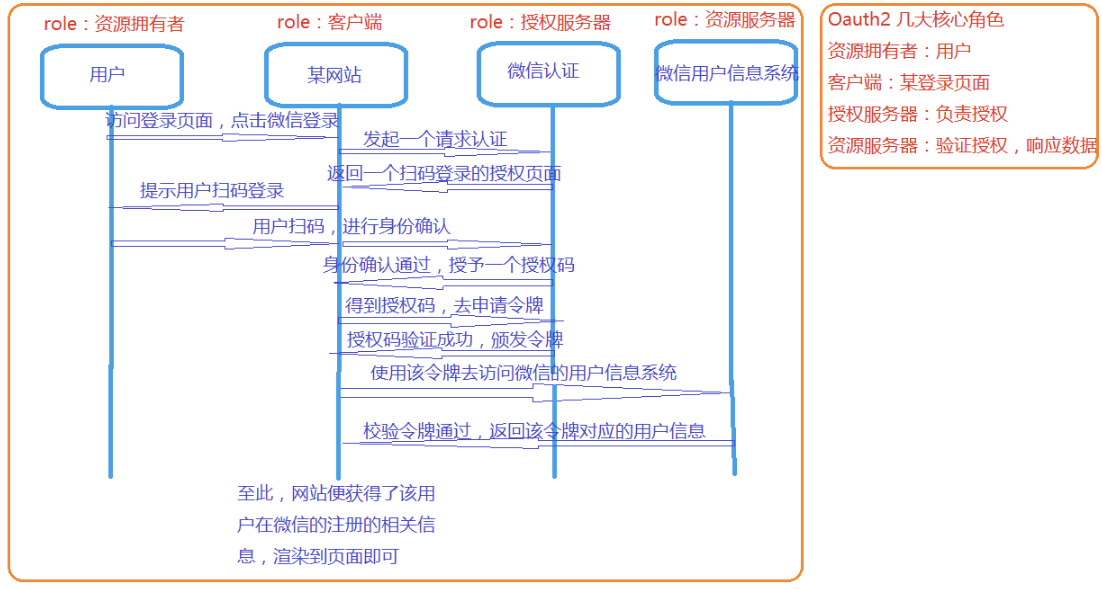 role：资源拥有者
role：客户端
role：授权服务器
role：资源服务器
用户
某网站
微信认证
微信用户信息系统
访问登录页面，点击微信登录
发起一个请求认证
返回一个扫码登录的授权页面
提示用户扫码登录
用户扫码，进行身份确认
身份确认通过，授予一个授权码
得到授权码，去申请令牌
授权码验证成功，颁发令牌
使用该令牌去访问微信的用户信息系统
校验令牌通过，返回该令牌对应的用户信息
至此，网站便获得了该用
户在微信的注册的相关信
息，渲染到页面即可
Oauth2 几大核心角色
资源拥有者：用户
客户端：某登录页面
授权服务器：负责授权
资源服务器：验证授权，响应数据